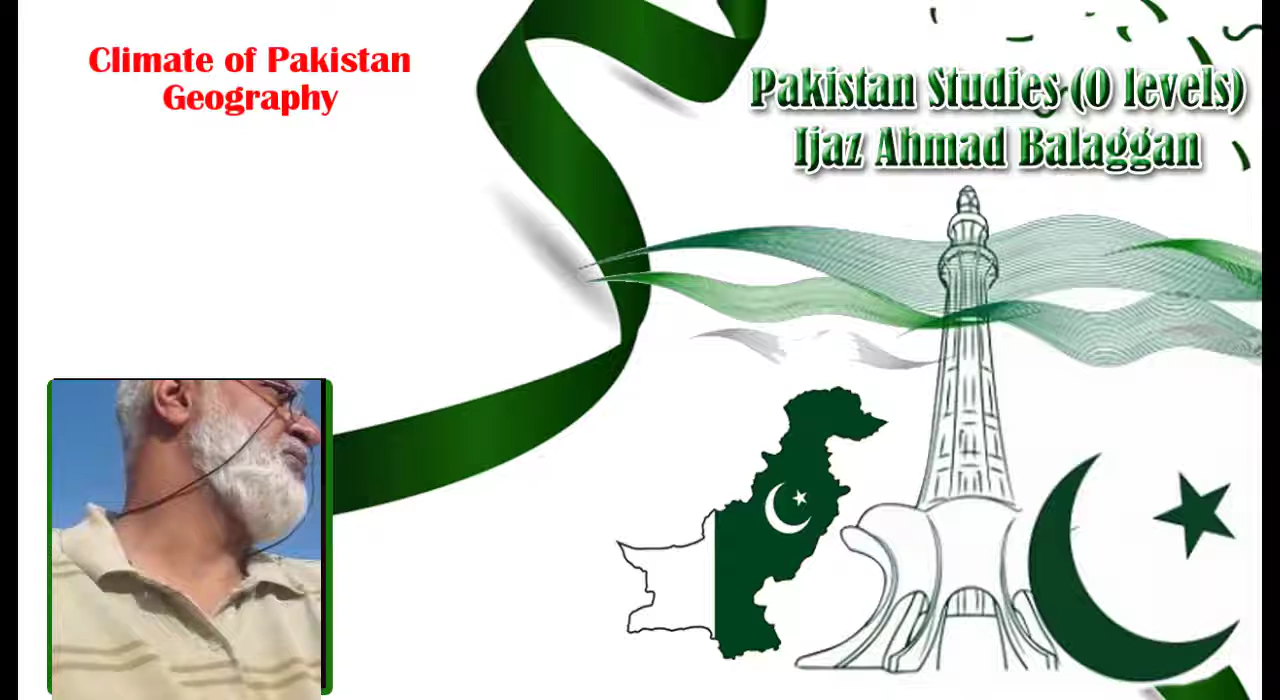 Climate of Pakistan
Geography
Pakistan Studies (O levels)
Ijaz Ahmad Balaggan